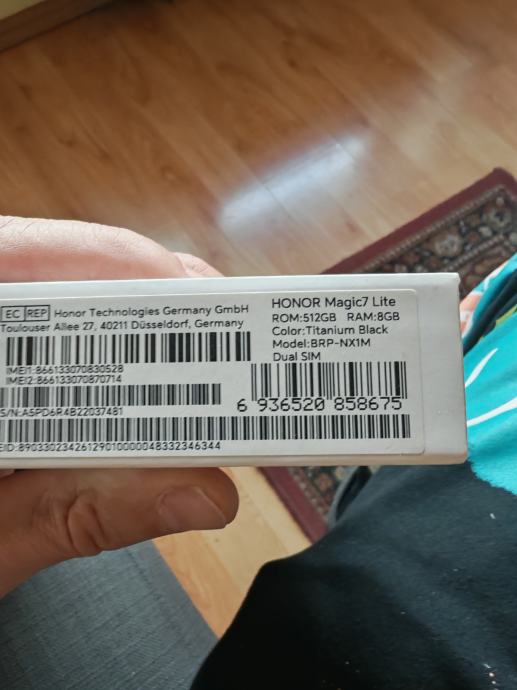 EC REP Honor Technologies Germany GmbH
Toulouser Allee 27, 40211 Düsseldorf, Germany
IMEI1:866133070830528
IMEI2:866133070870714
S/N:A5PD6R4B22037481
EID:89033023426129010000048332346344
HONOR Magic7 Lite
ROM:512GB RAM:8GB
Color:Titanium Black
Model:BRP-NX1M
Dual SIM
6 936520 858675